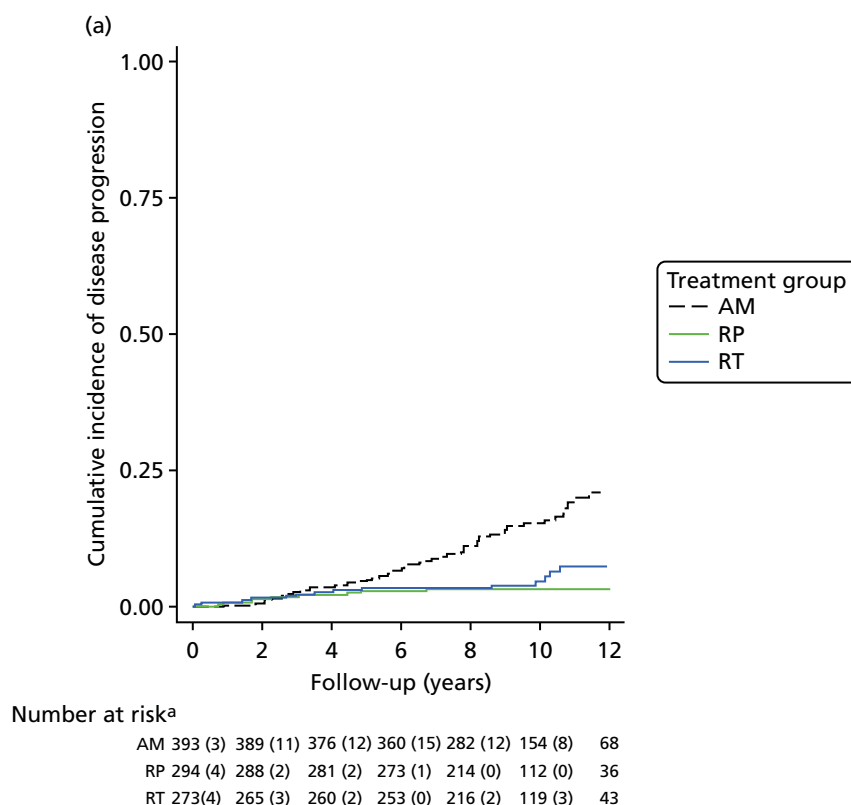 (a)
1.00
0.75
0.50
0.25
0.00
Cumulative incidence of disease progression
0 2 4 6 8 10 12
Follow-up (years)
Treatment group
AM
RP
RT
Number at riskᵃ
AM 393 (3) 389 (11) 376 (12) 360 (15) 282 (12) 154 (8) 68
RP 294 (4) 288 (2) 281 (2) 273 (1) 214 (0) 112 (0) 36
RT 273(4) 265 (3) 260 (2) 253 (0) 216 (2) 119 (3) 43